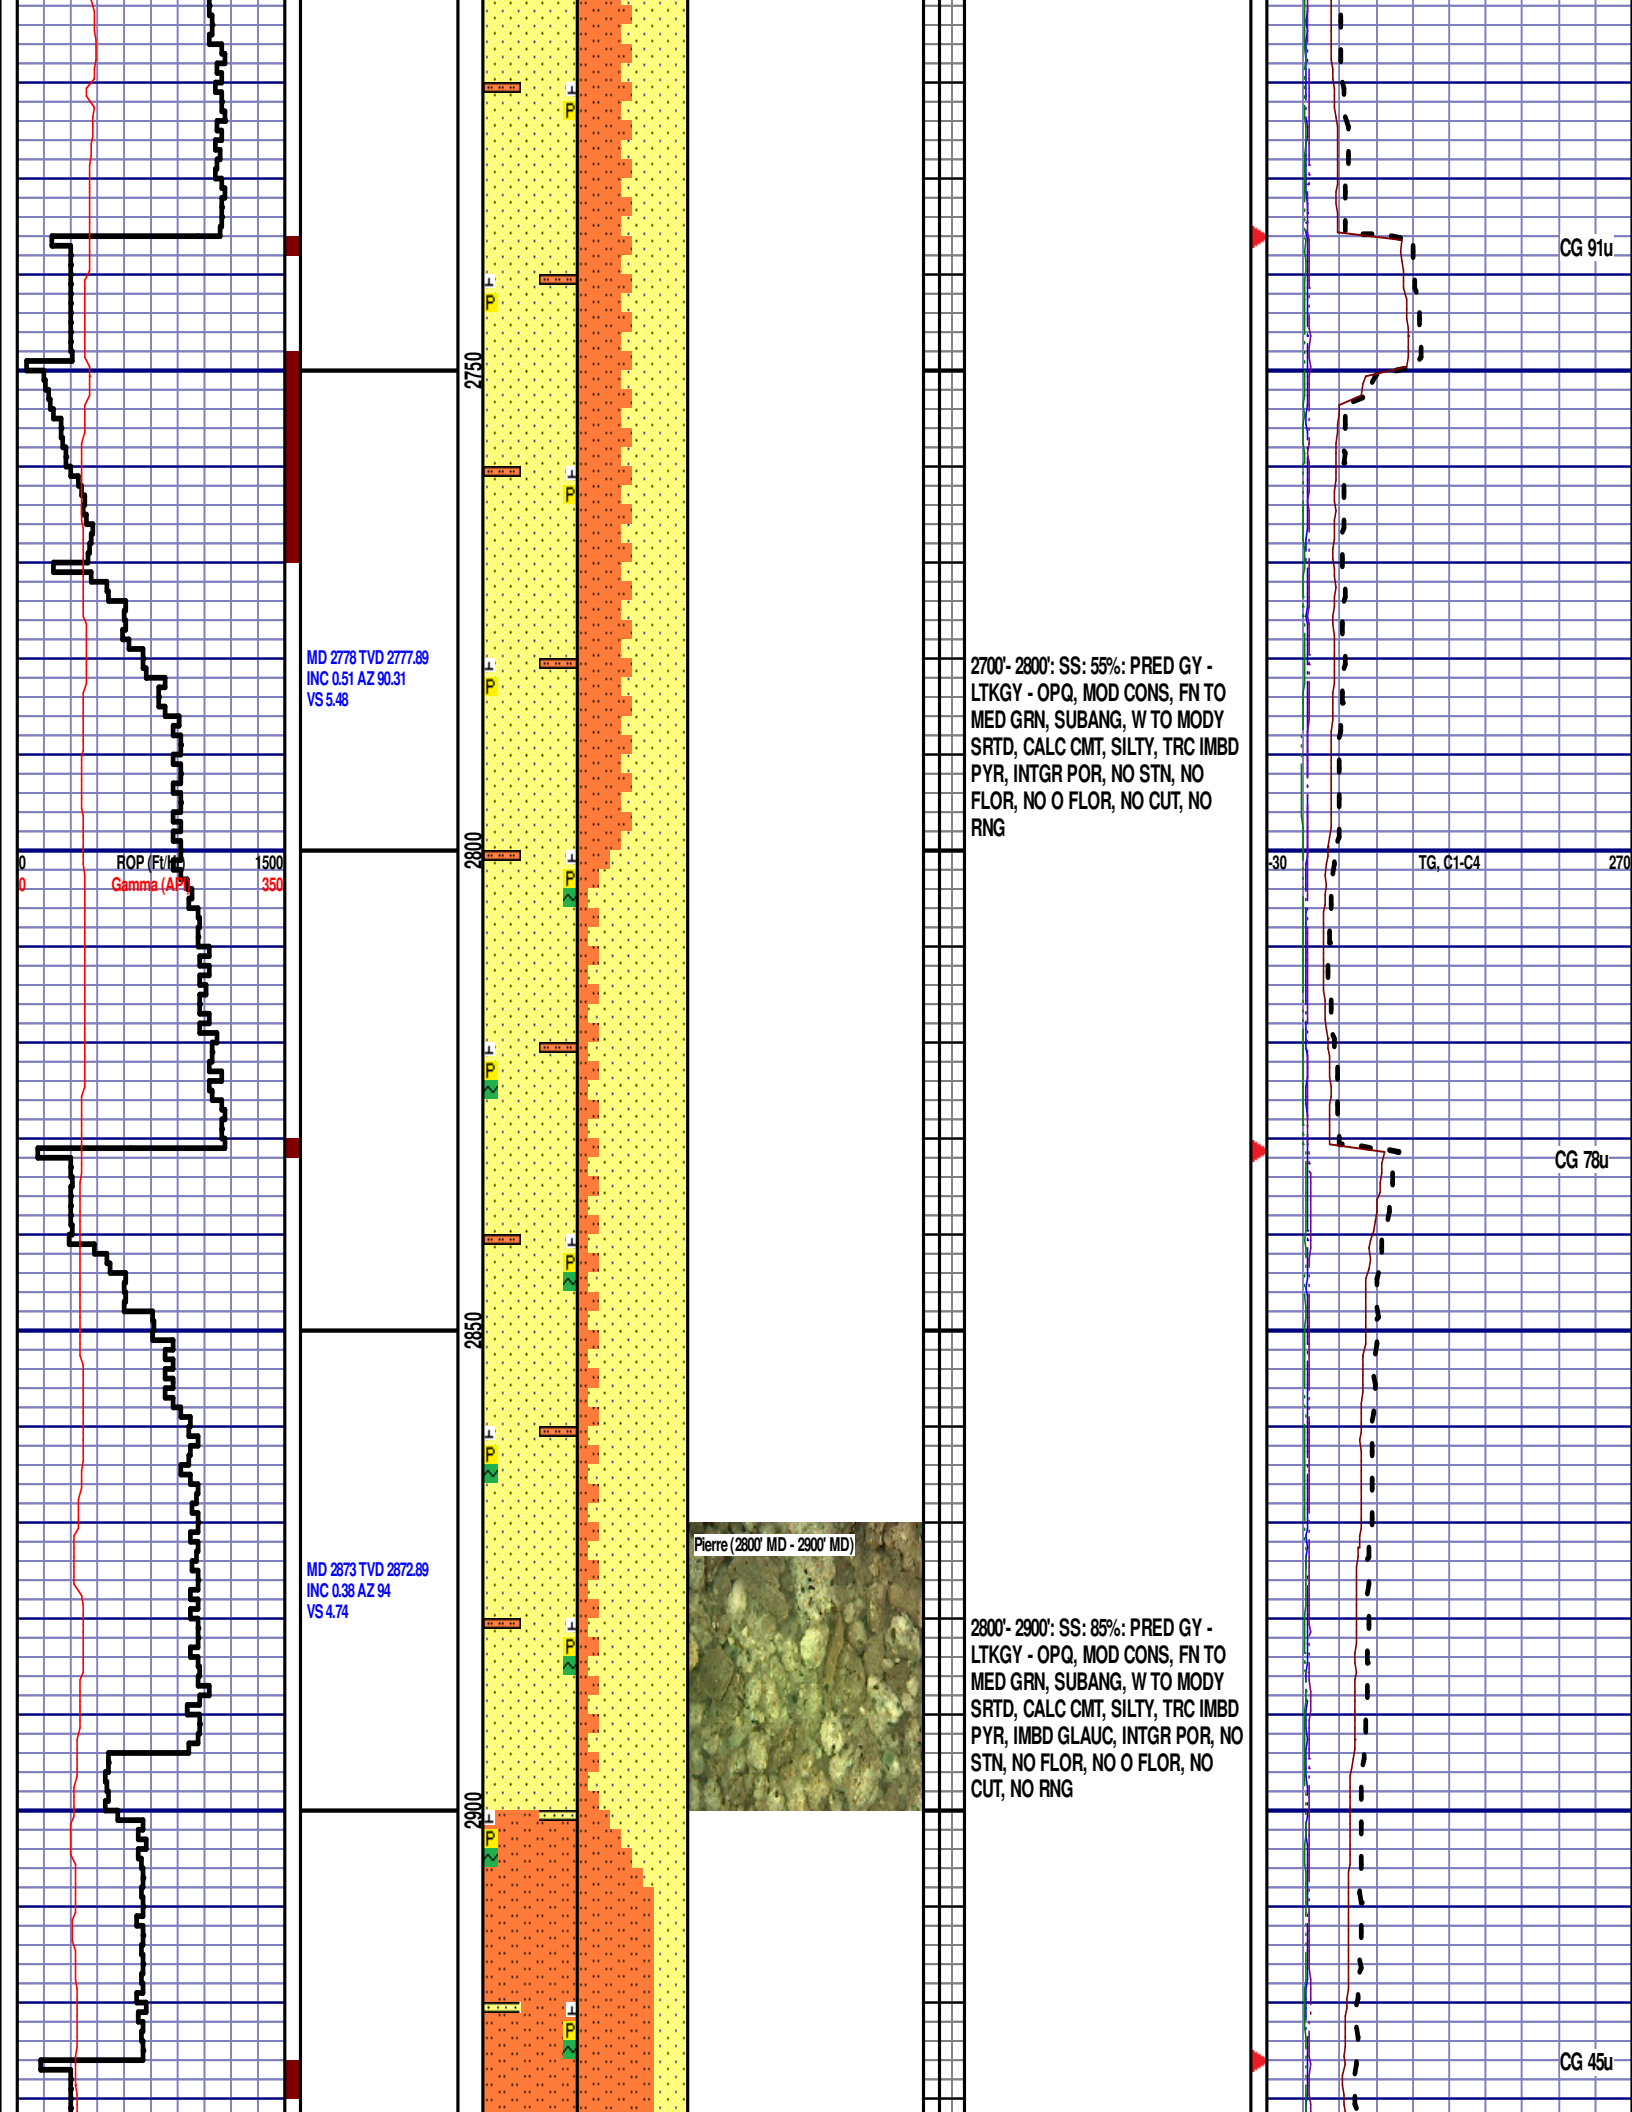 P
CG 91u
P
2750
P
MD 2778 TVD 2777.89
INC 0.51 AZ 90.31
VS 5.48
P
2700'- 2800': SS: 55%: PRED GY -
LTKGY - OPQ, MOD CONS, FN TO
MED GRN, SUBANG, W TO MODY
SRTD, CALC CMT, SILTY, TRC IMBD
PYR, INTGR POR, NO STN, NO
FLOR, NO O FLOR, NO CUT, NO
RNG
2800
0 ROP (Ft/H 1500
0 Gamma (API 350
-30 TG, C1-C4 270
P
P
CG 78u
P
2850
P
Pierre (2800' MD - 2900' MD)
MD 2873 TVD 2872.89
INC 0.38 AZ 94
VS 4.74
P
2800'- 2900': SS: 85%: PRED GY -
LTKGY - OPQ, MOD CONS, FN TO
MED GRN, SUBANG, W TO MODY
SRTD, CALC CMT, SILTY, TRC IMBD
PYR, IMBD GLAUC, INTGR POR, NO
STN, NO FLOR, NO O FLOR, NO
CUT, NO RNG
2900
P
P
CG 45u